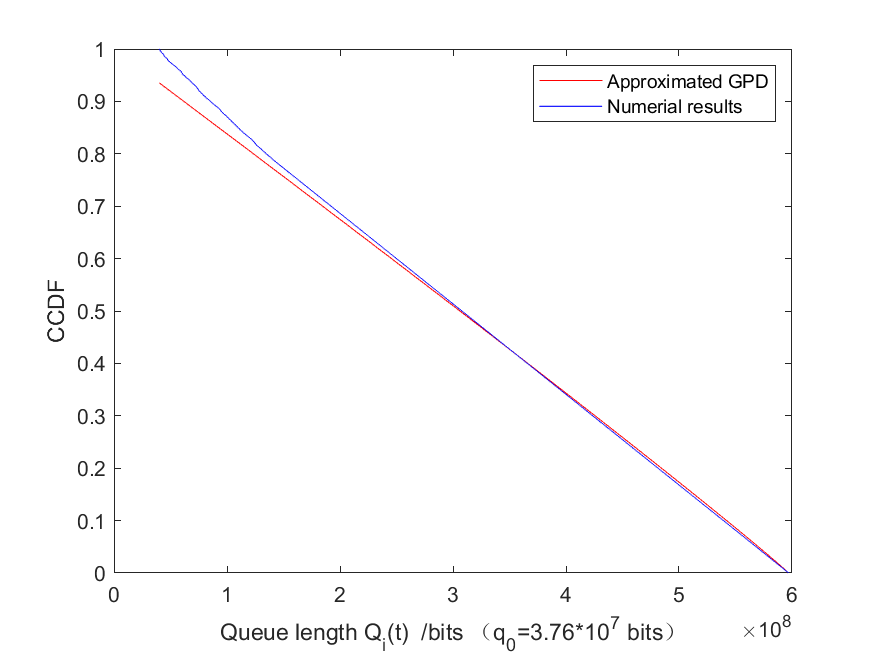 1
0.9
0.8
0.7
0.6
0.5
0.4
0.3
0.2
0.1
0
CCDF
Approximated GPD
Numerial results
0 1 2 3 4 5 6
×10^8
Queue length Q_i(t) /bits （q_0=3.76*10^7 bits）